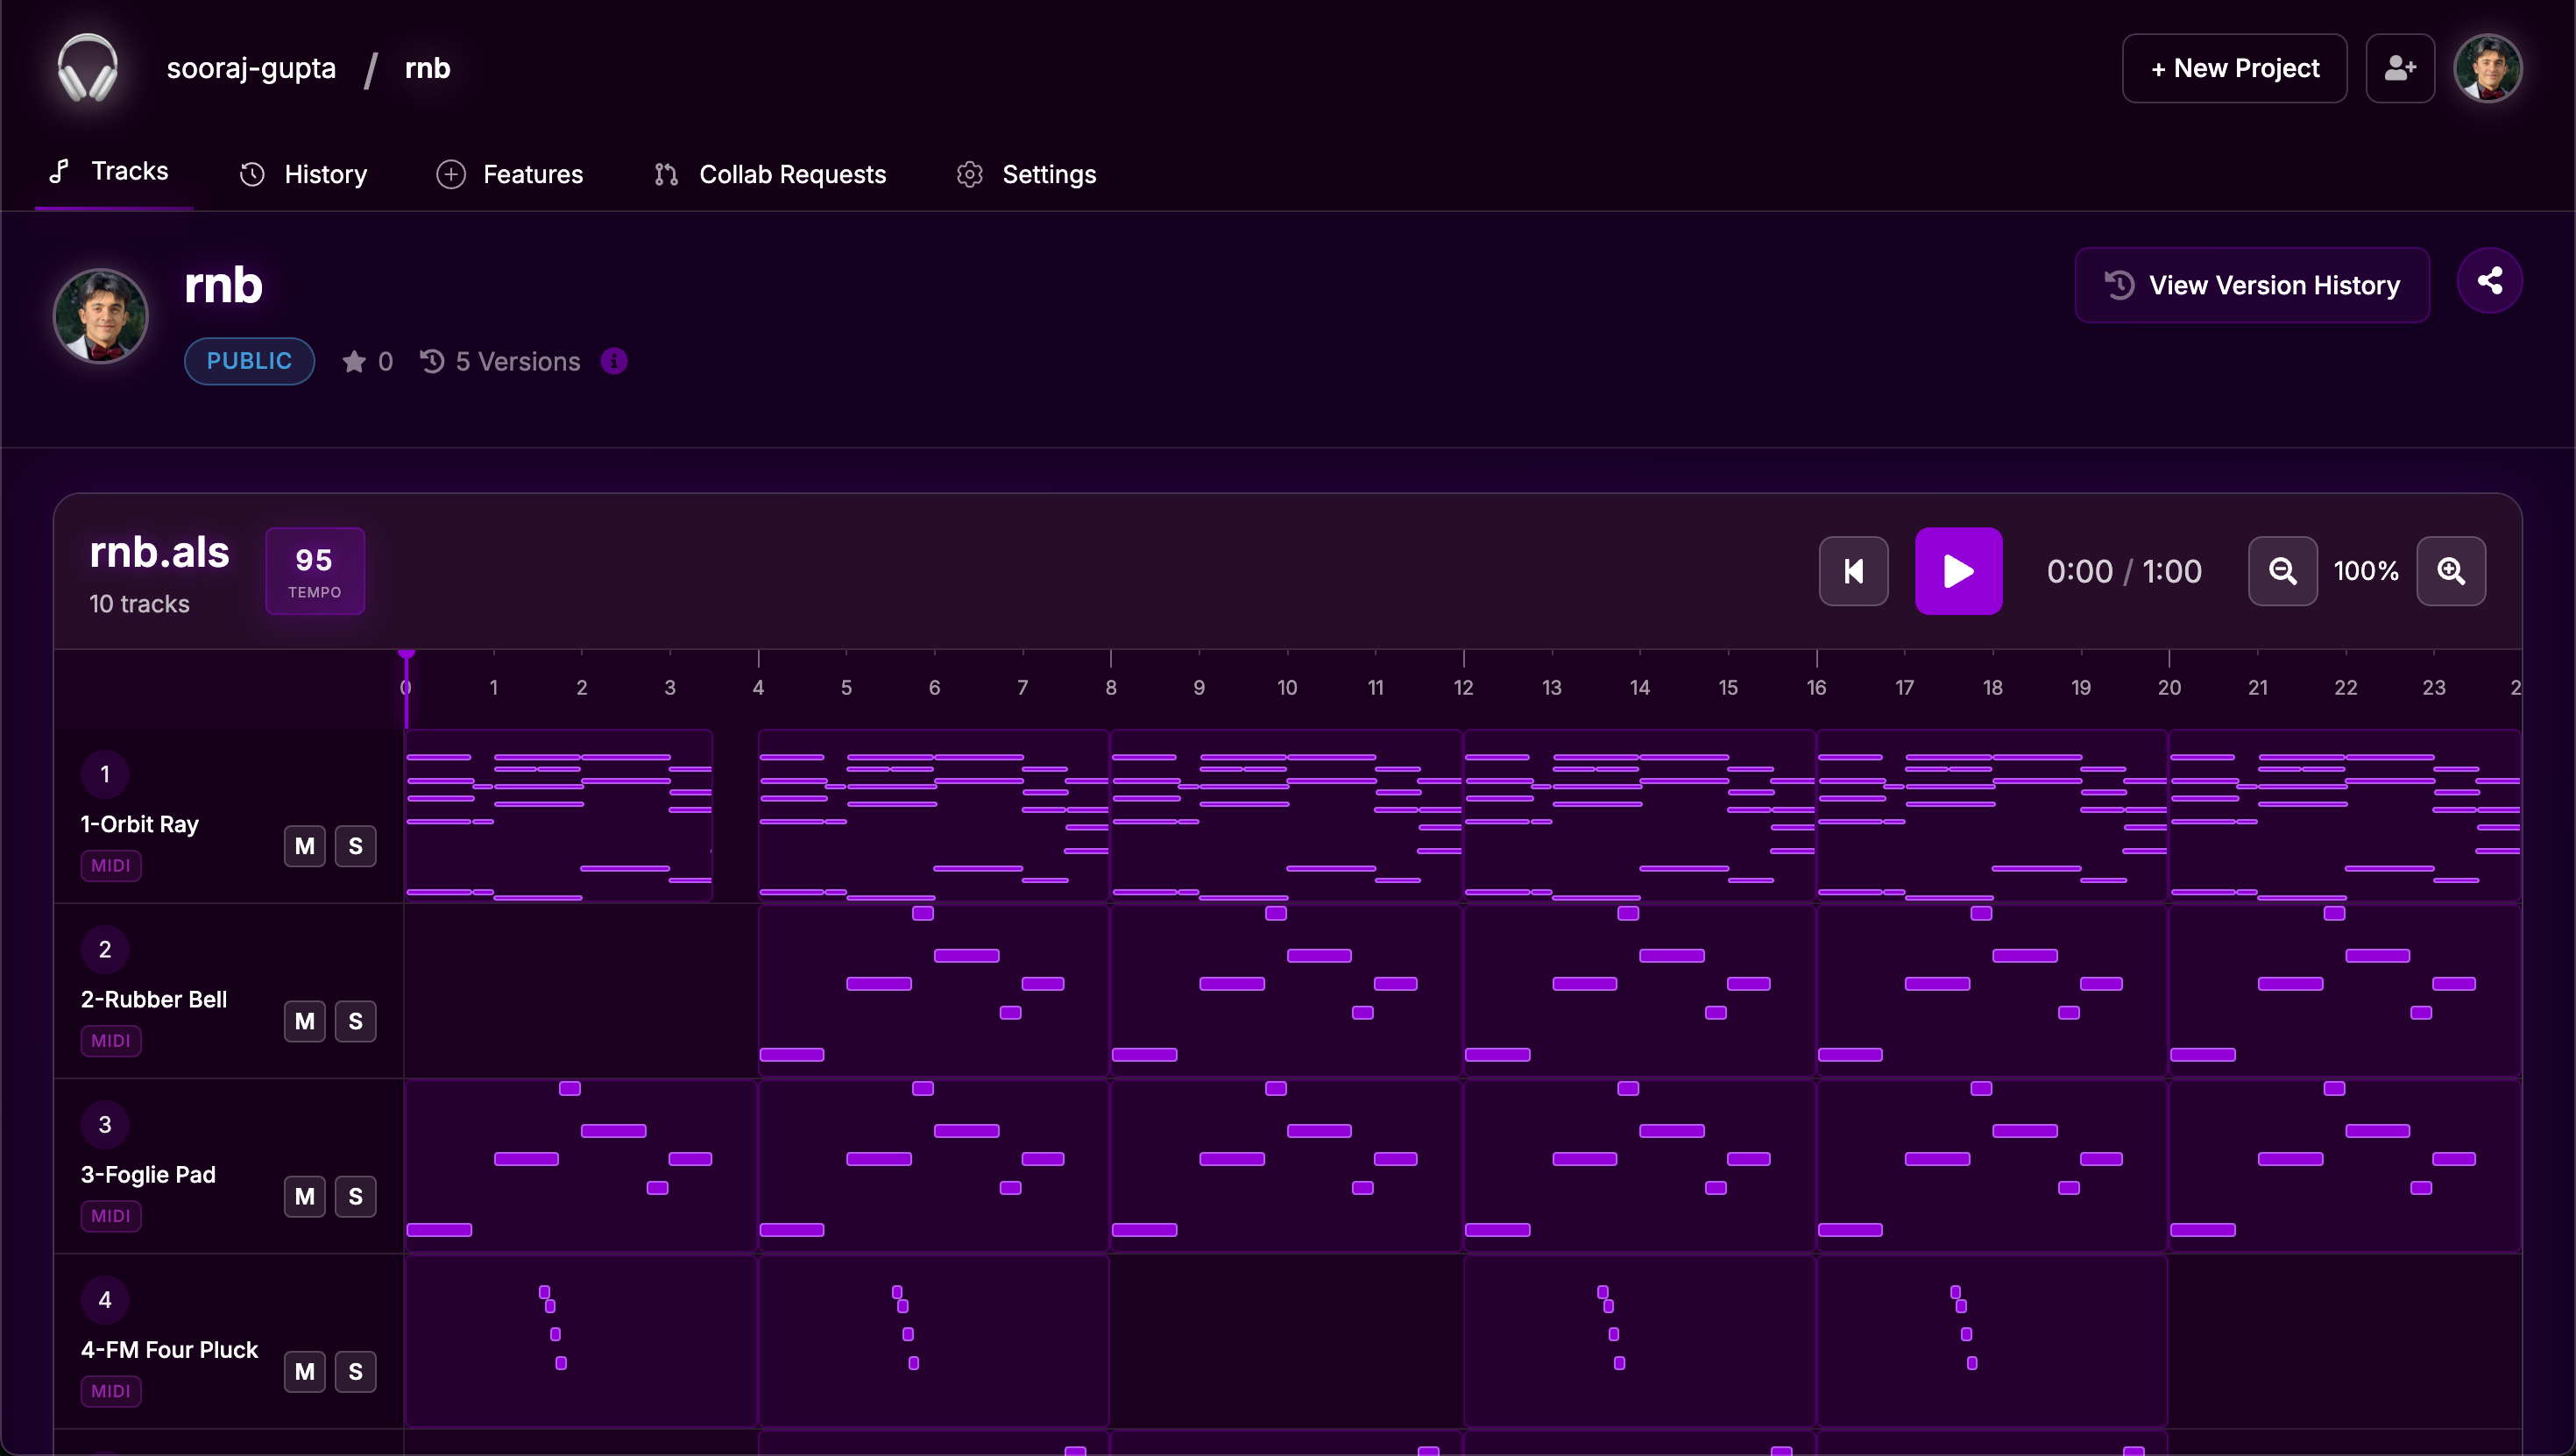 sooraj-gupta / rnb
+ New Project
Tracks
History
Features
Collab Requests
Settings
rnb
PUBLIC
0
5 Versions
View Version History
rnb.als
10 tracks
95
TEMPO
0:00 / 1:00
100%
0 1 2 3 4 5 6 7 8 9 10 11 12 13 14 15 16 17 18 19 20 21 22 23 2
1
1-Orbit Ray
MIDI
M S
2
2-Rubber Bell
MIDI
M S
3
3-Foglie Pad
MIDI
M S
4
4-FM Four Pluck
MIDI
M S